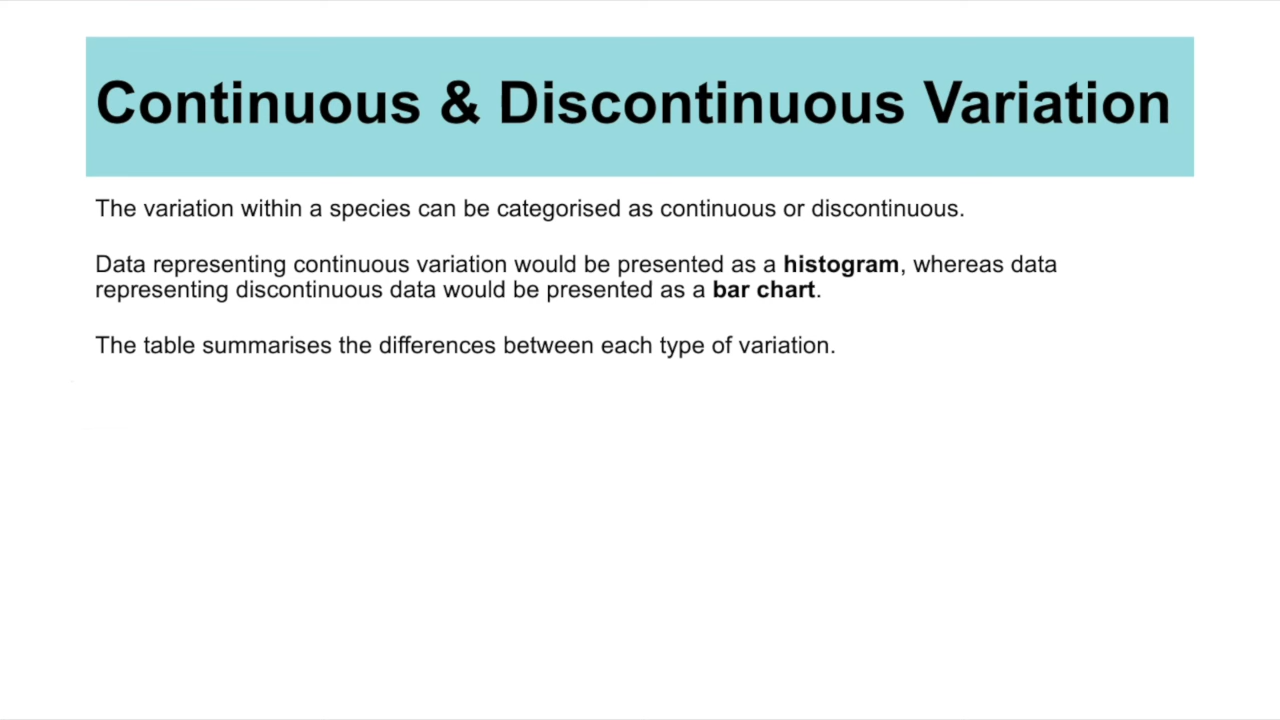 Continuous & Discontinuous Variation
The variation within a species can be categorised as continuous or discontinuous.
Data representing continuous variation would be presented as a histogram, whereas data
representing discontinuous data would be presented as a bar chart.
The table summarises the differences between each type of variation.